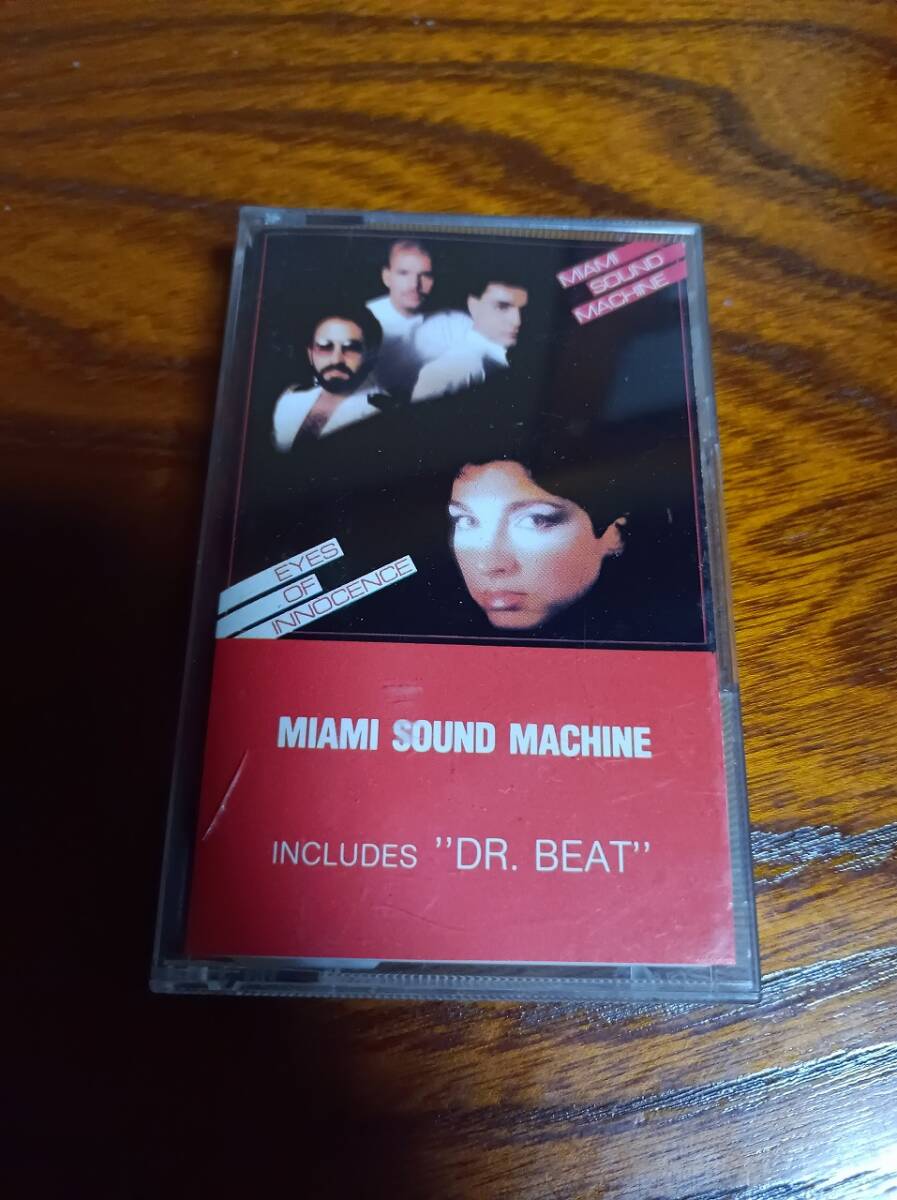 MIAMI
SOUND
MACHINE
EYES
OF
INNOCENCE
MIAMI SOUND MACHINE
INCLUDES "DR. BEAT"